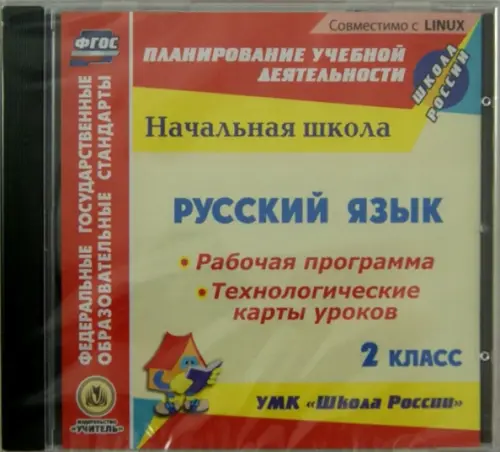 Совместимо с LINUX
ФГОС
ПЛАНИРОВАНИЕ УЧЕБНОЙ
ДЕЯТЕЛЬНОСТИ
ШКОЛА
РОССИИ
Начальная школа
ФЕДЕРАЛЬНЫЕ ГОСУДАРСТВЕННЫЕ
ОБРАЗОВАТЕЛЬНЫЕ СТАНДАРТЫ
РУССКИЙ ЯЗЫК
• Рабочая программа
• Технологические
карты уроков
2 КЛАСС
УМК «Школа России»
ИЗДАТЕЛЬСТВО
«УЧИТЕЛЬ»